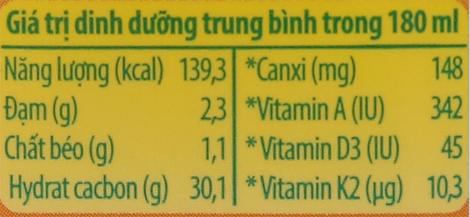 Giá trị dinh dưỡng trung bình trong 180 ml
Năng lượng (kcal) 139,3 *Canxi (mg) 148
Đạm (g) 2,3 *Vitamin A (IU) 342
Chất béo (g) 1,1 *Vitamin D3 (IU) 45
Hydrat cacbon (g) 30,1 *Vitamin K2 (µg) 10,3